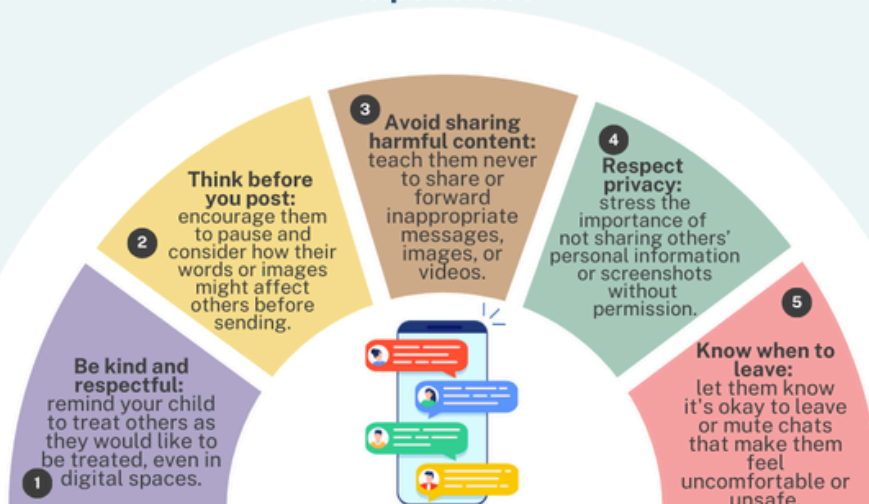 1
Be kind and
respectful:
remind your child
to treat others as
they would like to
be treated, even in
digital spaces.
2
Think before
you post:
encourage them
to pause and
consider how their
words or images
might affect
others before
sending.
3
Avoid sharing
harmful content:
teach them never
to share or
forward
inappropriate
messages,
images, or
videos.
4
Respect
privacy:
stress the
importance of
not sharing others'
personal information
or screenshots
without
permission.
5
Know when to
leave:
let them know
it's okay to leave
or mute chats
that make them
feel
uncomfortable or
unsafe